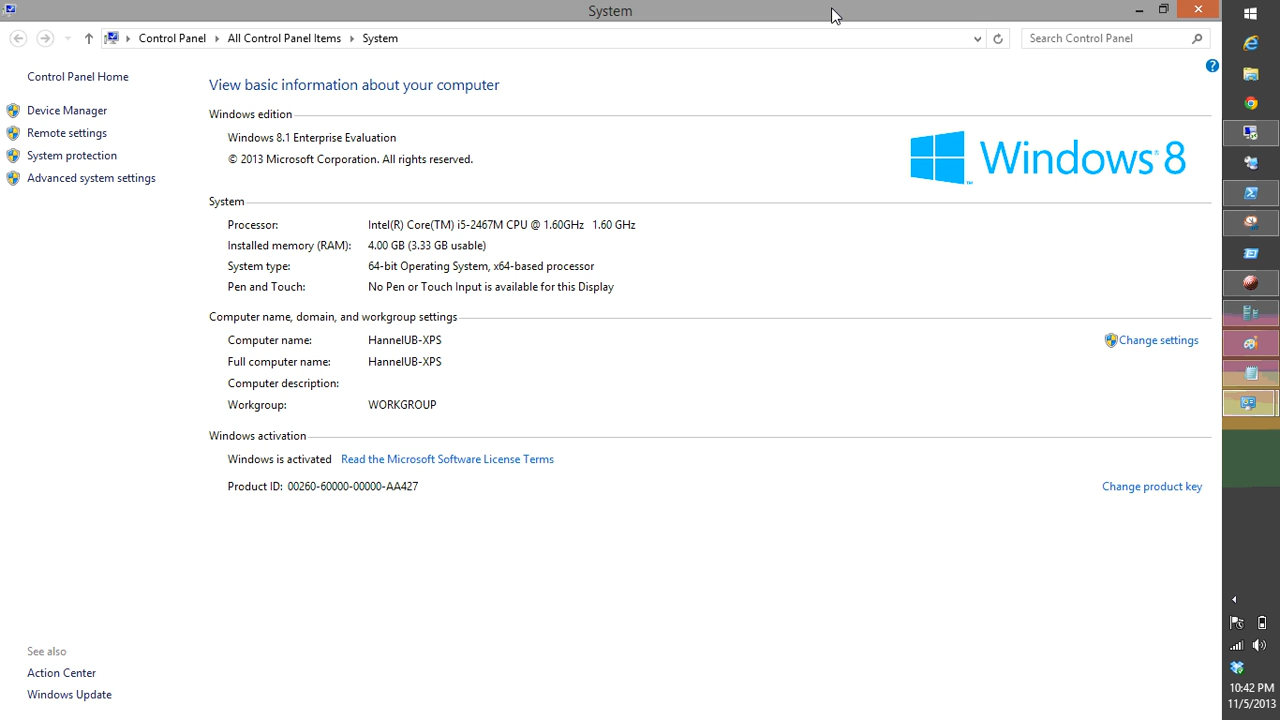 System
Control Panel
All Control Panel Items
System
Search Control Panel
Control Panel Home
Device Manager
Remote settings
System protection
Advanced system settings
View basic information about your computer
Windows edition
Windows 8.1 Enterprise Evaluation
© 2013 Microsoft Corporation. All rights reserved.
Windows 8
System
Processor: Intel(R) Core(TM) i5-2467M CPU @ 1.60GHz 1.60 GHz
Installed memory (RAM): 4.00 GB (3.33 GB usable)
System type: 64-bit Operating System, x64-based processor
Pen and Touch: No Pen or Touch Input is available for this Display
Computer name, domain, and workgroup settings
Computer name: HannelUB-XPS
Change settings
Full computer name: HannelUB-XPS
Computer description:
Workgroup: WORKGROUP
Windows activation
Windows is activated Read the Microsoft Software License Terms
Product ID: 00260-60000-00000-AA427
Change product key
See also
Action Center
Windows Update
10:42 PM
11/5/2013